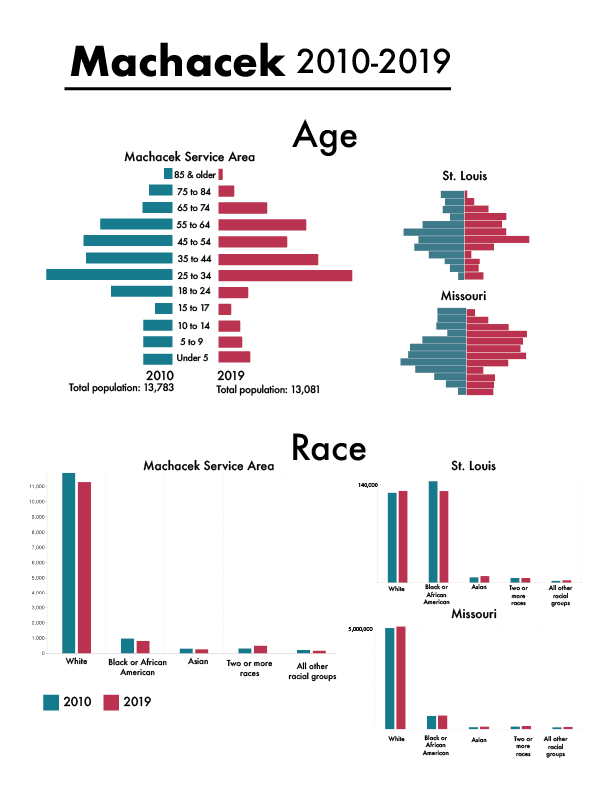 Machacek 2010-2019
Age
Machacek Service Area
85 & older
75 to 84
65 to 74
55 to 64
45 to 54
35 to 44
25 to 34
18 to 24
15 to 17
10 to 14
5 to 9
Under 5
2010
Total population: 13,783
2019
Total population: 13,081
St. Louis
Missouri
Race
Machacek Service Area
11,000
10,000
9,000
8,000
7,000
6,000
5,000
4,000
3,000
2,000
1,000
0
White
Black or African
American
Asian
Two or more
races
All other
racial groups
2010
2019
St. Louis
140,000
White
Black or
African
American
Asian
Two or
more
races
All other
racial
groups
Missouri
5,000,000
White
Black or
African
American
Asian
Two or
more
races
All other
racial
groups